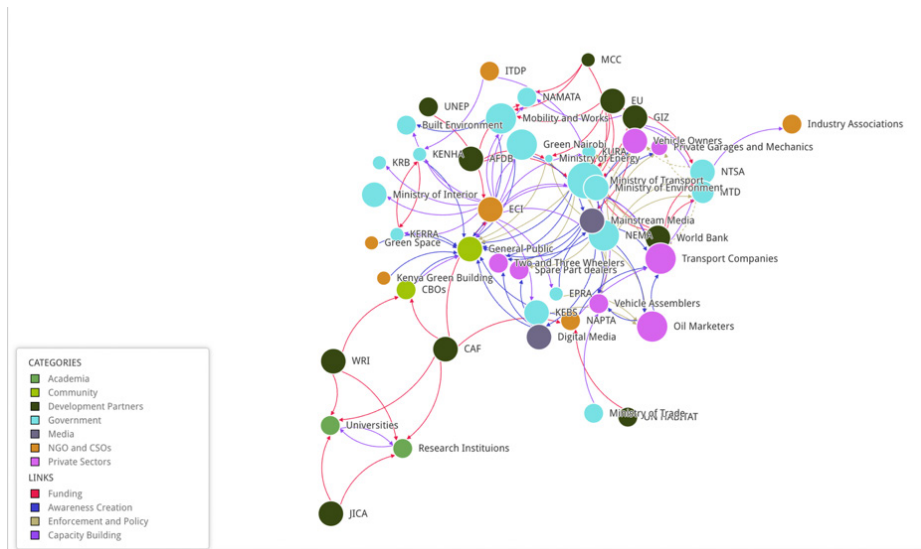 MCC
ITDP
EU
NAMATA
UNEP
GIZ
Mobility and Works
Industry Associations
Built Environment
Vehicle Owners
Green Nairobi
Private Garages and Mechanics
KURA
KENHA
AFDB
Ministry of Energy
KRB
NTSA
Ministry of Transport
Ministry of Environment
MTD
Ministry of Interior
ECI
Mainstream Media
KERRA
NEMA
World Bank
Green Space
General Public
Transport Companies
Two and Three Wheelers
Spare Part dealers
Kenya Green Building
CBOs
EPRA
Vehicle Assemblers
KEBS
NAPTA
Oil Marketers
Digital Media
CAF
WRI
Ministry of Trade
UN HABITAT
Universities
Research Instituions
JICA
CATEGORIES
Academia
Community
Development Partners
Government
Media
NGO and CSOs
Private Sectors
LINKS
Funding
Awareness Creation
Enforcement and Policy
Capacity Building